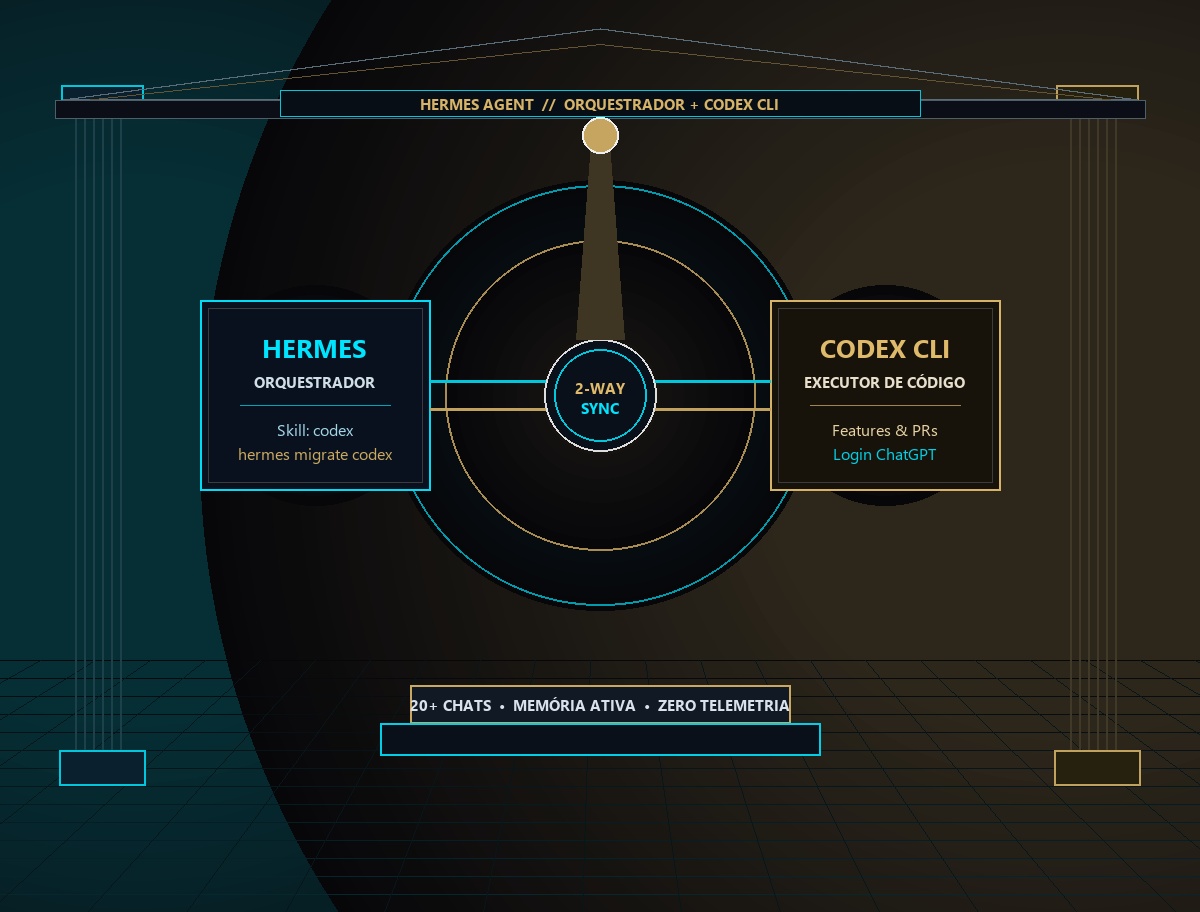 HERMES AGENT // ORQUESTRADOR + CODEX CLI
HERMES
ORQUESTRADOR
Skill: codex
hermes migrate codex
2-WAY
SYNC
CODEX CLI
EXECUTOR DE CÓDIGO
Features & PRs
Login ChatGPT
20+ CHATS • MEMÓRIA ATIVA • ZERO TELEMETRIA